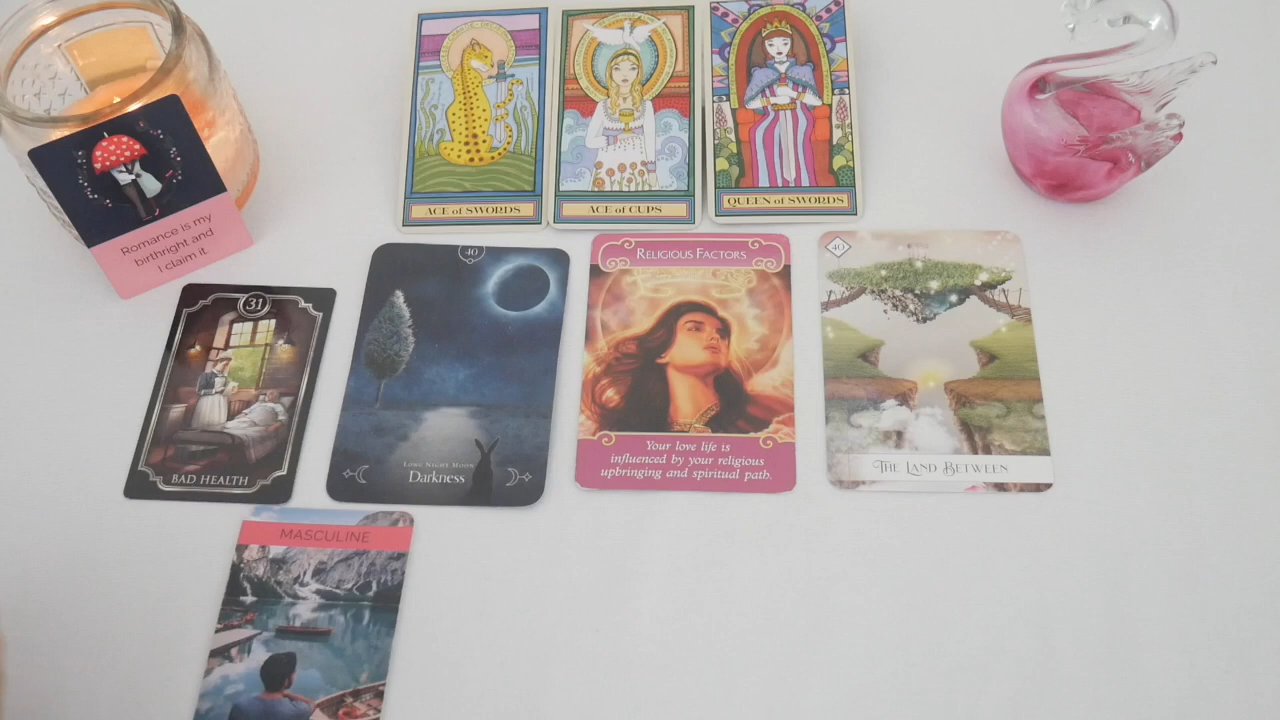 ACE of SWORDS
ACE of CUPS
QUEEN of SWORDS
Romance is my
birthright and
I claim it.
31
BAD HEALTH
40
LONG NIGHT MOON
Darkness
RELIGIOUS FACTORS
Your love life is
influenced by your religious
upbringing and spiritual path.
40
THE LAND BETWEEN
MASCULINE